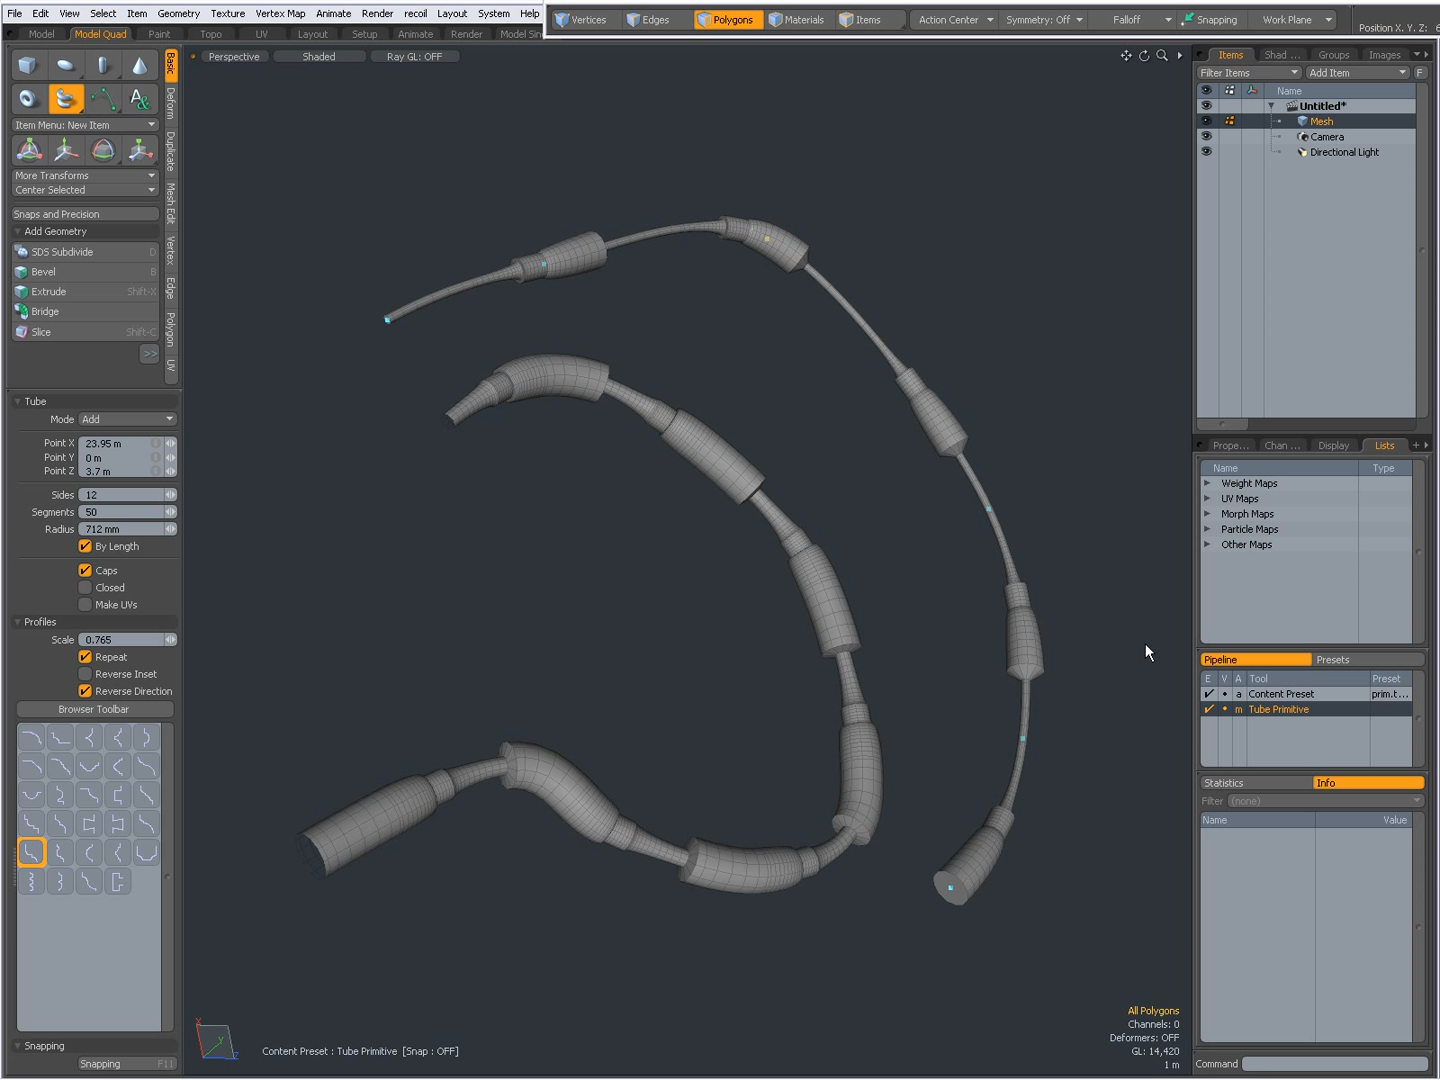 File Edit View Select Item Geometry Texture Vertex Map Animate Render recoil Layout System Help
Vertices Edges Polygons Materials Items Action Center Symmetry: Off Falloff Snapping Work Plane Position X, Y, Z:
Model Model Quad Paint Topo UV Layout Setup Animate Render
Perspective Shaded Ray GL: OFF
Basic
Deform
Duplicate
Mesh Edit
Vertex
Edge
Polygon
UV
Item Menu: New Item
More Transforms
Center Selected
Snaps and Precision
Add Geometry
SDS Subdivide D
Bevel B
Extrude Shift-X
Bridge
Slice Shift-C
>>
Tube
Mode Add
Point X 23.95 m
Point Y 0 m
Point Z 3.7 m
Sides 12
Segments 50
Radius 712 mm
By Length
Caps
Closed
Make UVs
Profiles
Scale 0.765
Repeat
Reverse Inset
Reverse Direction
Browser Toolbar
Snapping
Snapping F11
X
Y
Z
Content Preset : Tube Primitive [Snap : OFF]
All Polygons
Channels: 0
Deformers: OFF
GL: 14,420
1 m
Items Shad ... Groups Images
Filter Items Add Item F
Name
Untitled*
Mesh
Camera
Directional Light
Prope... Chan ... Display Lists +
Name Type
Weight Maps
UV Maps
Morph Maps
Particle Maps
Other Maps
Pipeline Presets
E V A Tool Preset
a Content Preset prim.t...
m Tube Primitive
Statistics Info
Filter (none)
Name Value
Command